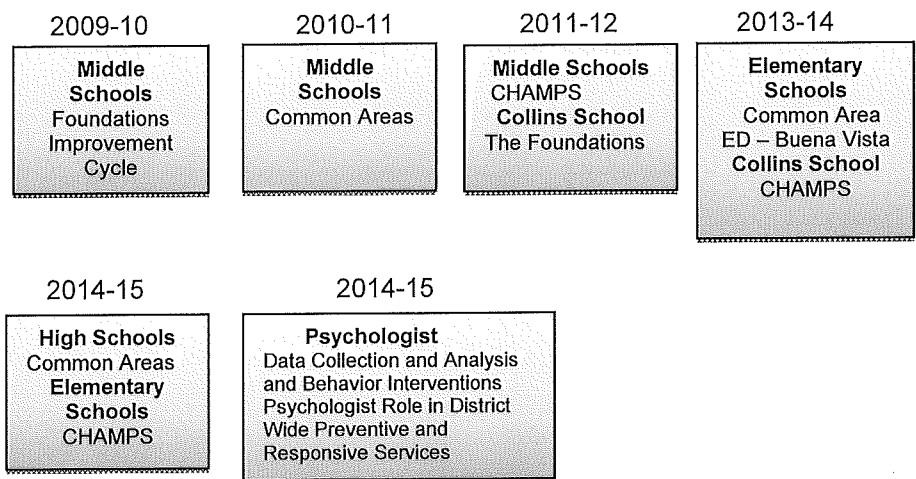 2009-10
Middle
Schools
Foundations
Improvement
Cycle
2010-11
Middle
Schools
Common Areas
2011-12
Middle Schools
CHAMPS
Collins School
The Foundations
2013-14
Elementary
Schools
Common Area
ED – Buena Vista
Collins School
CHAMPS
2014-15
High Schools
Common Areas
Elementary
Schools
CHAMPS
2014-15
Psychologist
Data Collection and Analysis
and Behavior Interventions
Psychologist Role in District
Wide Preventive and
Responsive Services